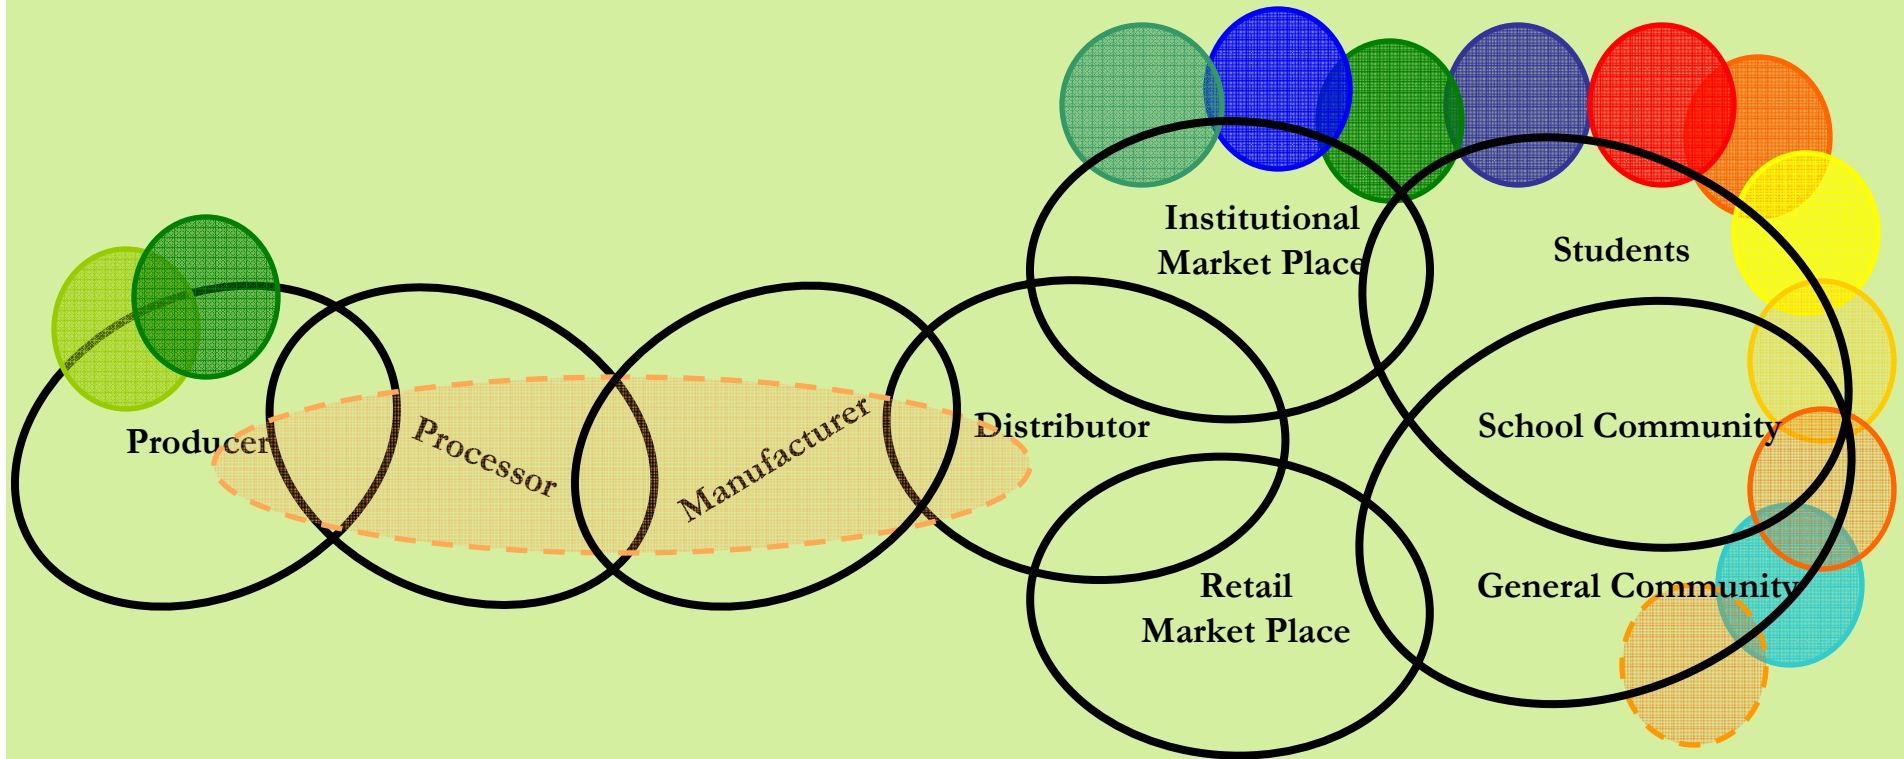 Producer
Processor
Manufacturer
Distributor
Institutional
Market Place
Students
School Community
General Community
Retail
Market Place